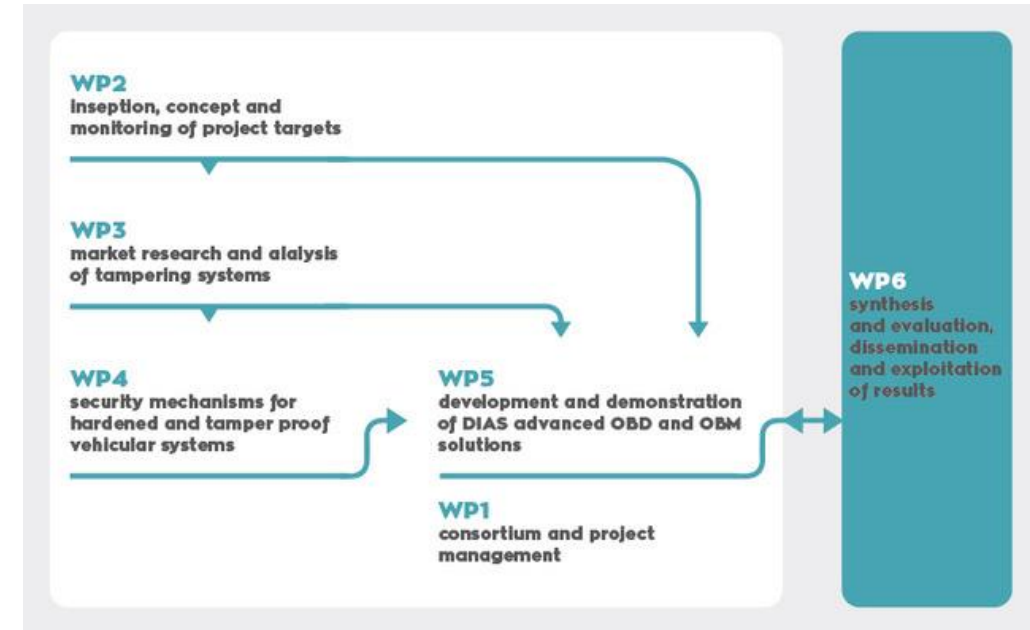 WP2
inseption, concept and
monitoring of project targets
WP3
market research and alalysis
of tampering systems
WP4
security mechanisms for
hardened and tamper proof
vehicular systems
WP5
development and demonstration
of DIAS advanced OBD and OBM
solutions
WP1
consortium and project
management
WP6
synthesis
and evaluation,
dissemination
and exploitation
of results